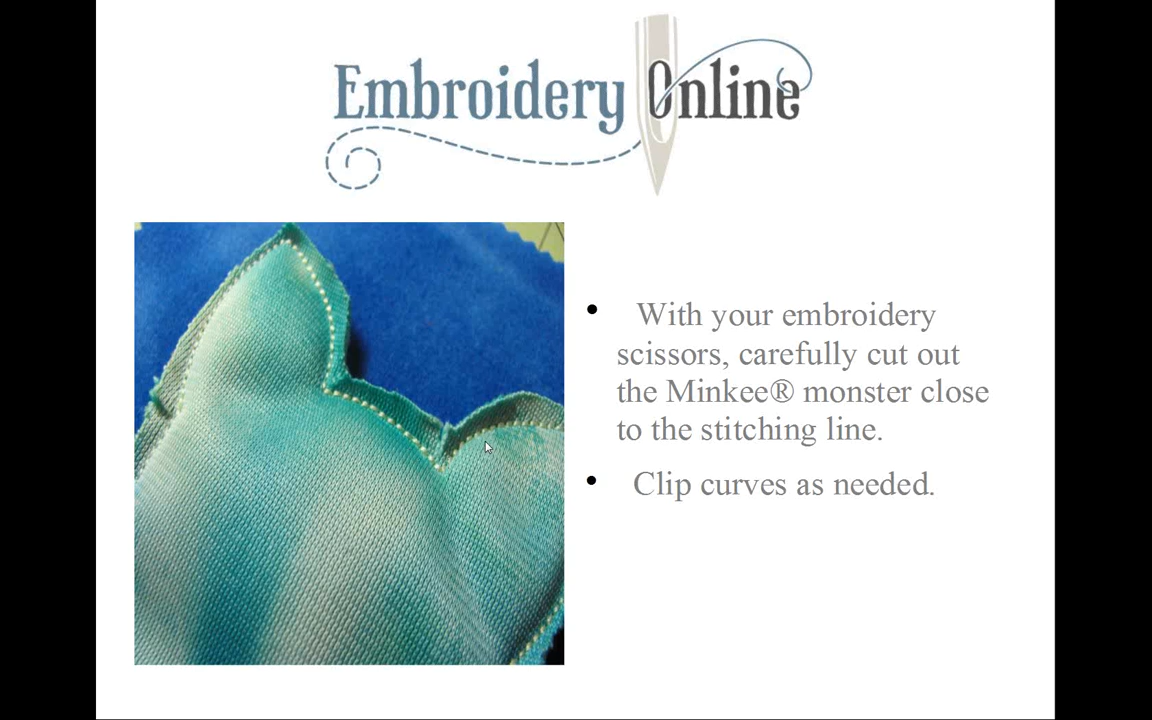 Embroidery Online
• With your embroidery
scissors, carefully cut out
the Minkee® monster close
to the stitching line.
• Clip curves as needed.